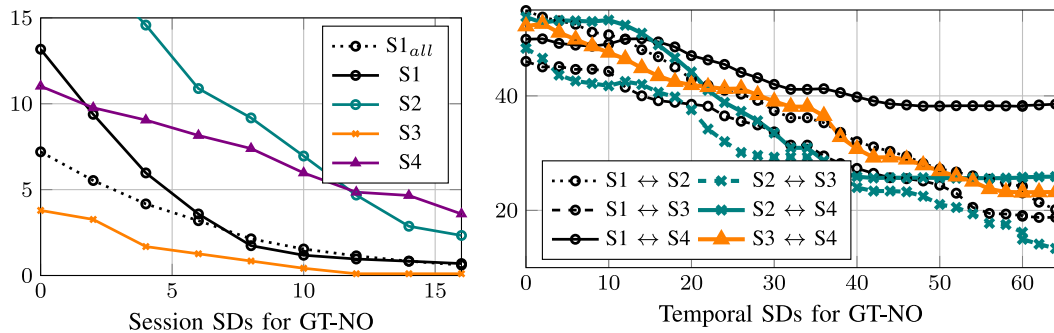 15
10
5
0
0
5
10
15
S1all
S1
S2
S3
S4
Session SDs for GT-NO
40
20
0
10
20
30
40
50
60
S1 ↔ S2
S2 ↔ S3
S1 ↔ S3
S2 ↔ S4
S1 ↔ S4
S3 ↔ S4
Temporal SDs for GT-NO